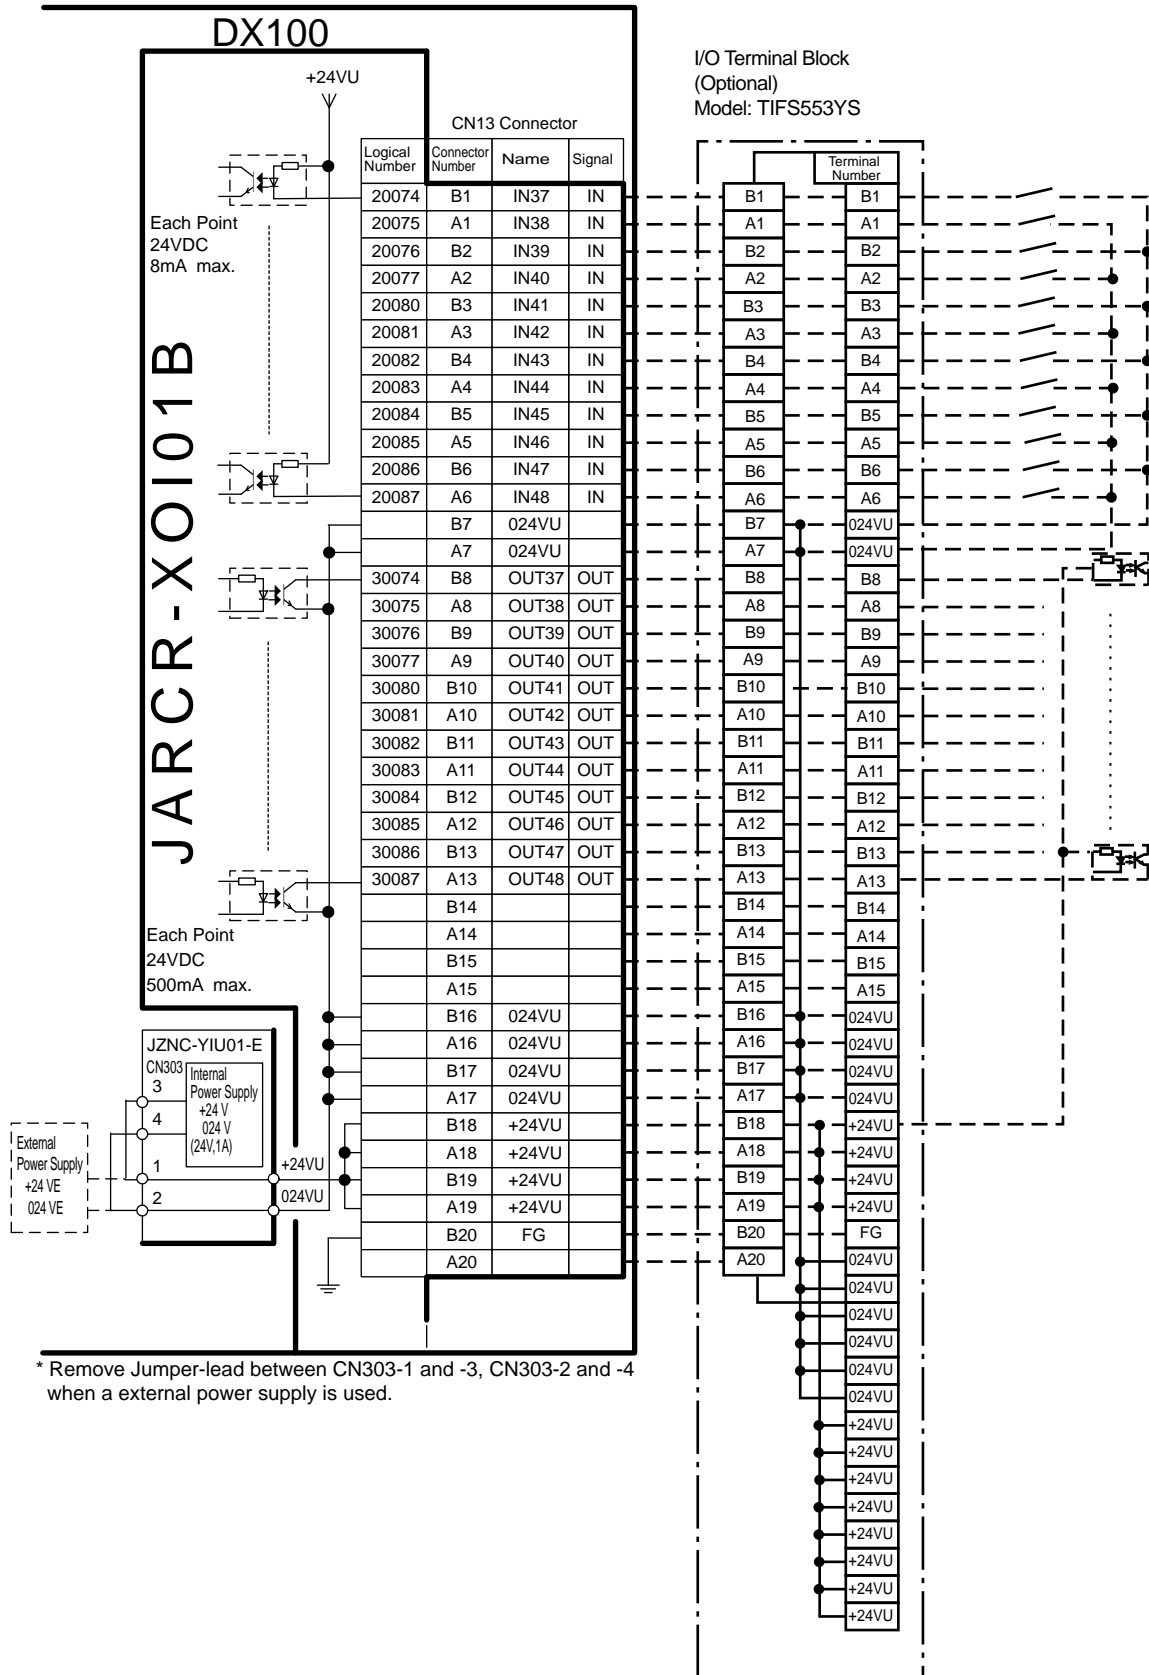 DX100
+24VU
I/O Terminal Block
(Optional)
Model: TIFS553YS
CN13 Connector
Logical Number Connector Number Name Signal
Terminal Number
20074 B1 IN37 IN B1 B1
20075 A1 IN38 IN A1 A1
Each Point
24VDC
8mA max.
20076 B2 IN39 IN B2 B2
20077 A2 IN40 IN A2 A2
20080 B3 IN41 IN B3 B3
20081 A3 IN42 IN A3 A3
20082 B4 IN43 IN B4 B4
20083 A4 IN44 IN A4 A4
20084 B5 IN45 IN B5 B5
20085 A5 IN46 IN A5 A5
20086 B6 IN47 IN B6 B6
20087 A6 IN48 IN A6 A6
JARCR-XOI01B
B7 024VU B7 024VU
A7 024VU A7 024VU
30074 B8 OUT37 OUT B8 B8
30075 A8 OUT38 OUT A8 A8
30076 B9 OUT39 OUT B9 B9
30077 A9 OUT40 OUT A9 A9
30080 B10 OUT41 OUT B10 B10
30081 A10 OUT42 OUT A10 A10
30082 B11 OUT43 OUT B11 B11
30083 A11 OUT44 OUT A11 A11
30084 B12 OUT45 OUT B12 B12
30085 A12 OUT46 OUT A12 A12
30086 B13 OUT47 OUT B13 B13
30087 A13 OUT48 OUT A13 A13
B14 B14 B14
A14 A14 A14
B15 B15 B15
A15 A15 A15
Each Point
24VDC
500mA max.
B16 024VU B16 024VU
A16 024VU A16 024VU
B17 024VU B17 024VU
A17 024VU A17 024VU
B18 +24VU B18 +24VU
A18 +24VU A18 +24VU
B19 +24VU B19 +24VU
A19 +24VU A19 +24VU
B20 FG B20 FG
A20 A20 024VU
JZNC-YIU01-E
CN303
3
4
1
2
Internal
Power Supply
+24 V
024 V
(24V,1A)
External
Power Supply
+24 VE
024 VE
+24VU
024VU
024VU
024VU
024VU
024VU
024VU
+24VU
+24VU
+24VU
+24VU
+24VU
+24VU
+24VU
+24VU
* Remove Jumper-lead between CN303-1 and -3, CN303-2 and -4
when a external power supply is used.